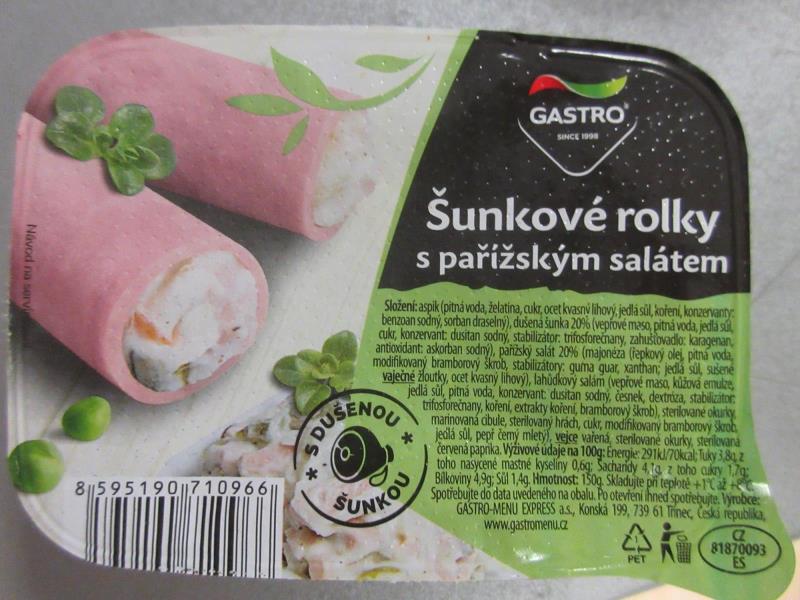 GASTRO
SINCE 1998
Šunkové rolky
s pařížským salátem
Návod na servi
Složení: aspik (pitná voda, želatina, cukr, ocet kvasný lihový, jedlá sůl, koření, konzervanty:
benzoan sodný, sorban draselný), dušená šunka 20% (vepřové maso, pitná voda, jedlá sůl,
cukr, konzervant: dusitan sodný, stabilizátor: trifosforečnany, zahušťovadlo: karagenan,
antioxidant: askorban sodný), pařížský salát 20% (majonéza (řepkový olej, pitná voda,
modifikovaný bramborový škrob, stabilizátory: guma guar, xanthan; jedlá sůl, sušené
vaječné žloutky, ocet kvasný lihový), lahůdkový salám (vepřové maso, kůžová emulze,
jedlá sůl, pitná voda, konzervant: dusitan sodný, česnek, dextróza, stabilizátor:
trifosforečnany, koření, extrakty koření, bramborový škrob), sterilované okurky,
marinovaná cibule, sterilovaný hrách, cukr, modifikovaný bramborový škrob,
jedlá sůl, pepř černý mletý), vejce vařená, sterilované okurky, sterilovaná
červená paprika. Výživové údaje na 100g: Energie: 291kJ/70kcal; Tuky 3,8g, z
toho nasycené mastné kyseliny 0,6g; Sacharidy 4,1g, z toho cukry 1,7g;
Bílkoviny 4,9g; Sůl 1,4g. Hmotnost: 150g. Skladujte při teplotě +1°C až +8°C
Spotřebujte do data uvedeného na obalu. Po otevření ihned spotřebujte. Výrobce:
GASTRO-MENU EXPRESS a.s., Konská 199, 739 61 Třinec, Česká republika,
www.gastromenu.cz
* S DUŠENOU *
ŠUNKOU
8 595190 710966
1
PET
CZ
81870093
ES